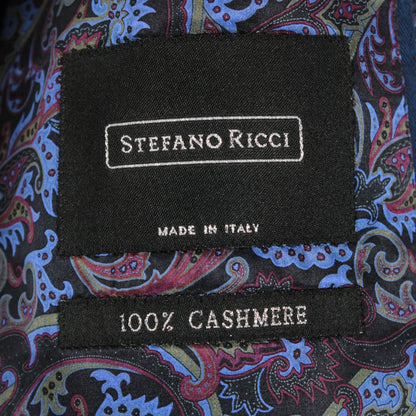 STEFANO RICCI
MADE IN ITALY
100% CASHMERE